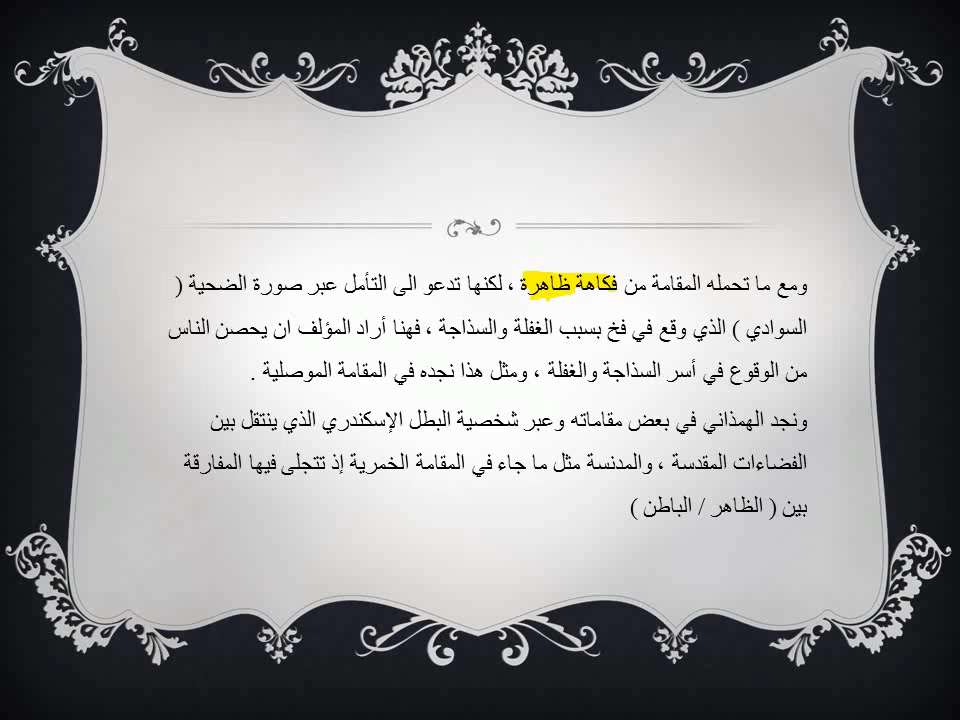 ومع ما تحمله المقامة من فكاهة ظاهرة ، لكنها تدعو الى التأمل عبر صورة الضحية (
السوادي ) الذي وقع في فخ بسبب الغفلة والسذاجة ، فهنا أراد المؤلف ان يحصن الناس
من الوقوع في أسر السذاجة والغفلة ، ومثل هذا نجده في المقامة الموصلية .
ونجد الهمذاني في بعض مقاماته وعبر شخصية البطل الإسكندري الذي ينتقل بين
الفضاءات المقدسة ، والمدنسة مثل ما جاء في المقامة الخمرية إذ تتجلى فيها المفارقة
بين ( الظاهر / الباطن )